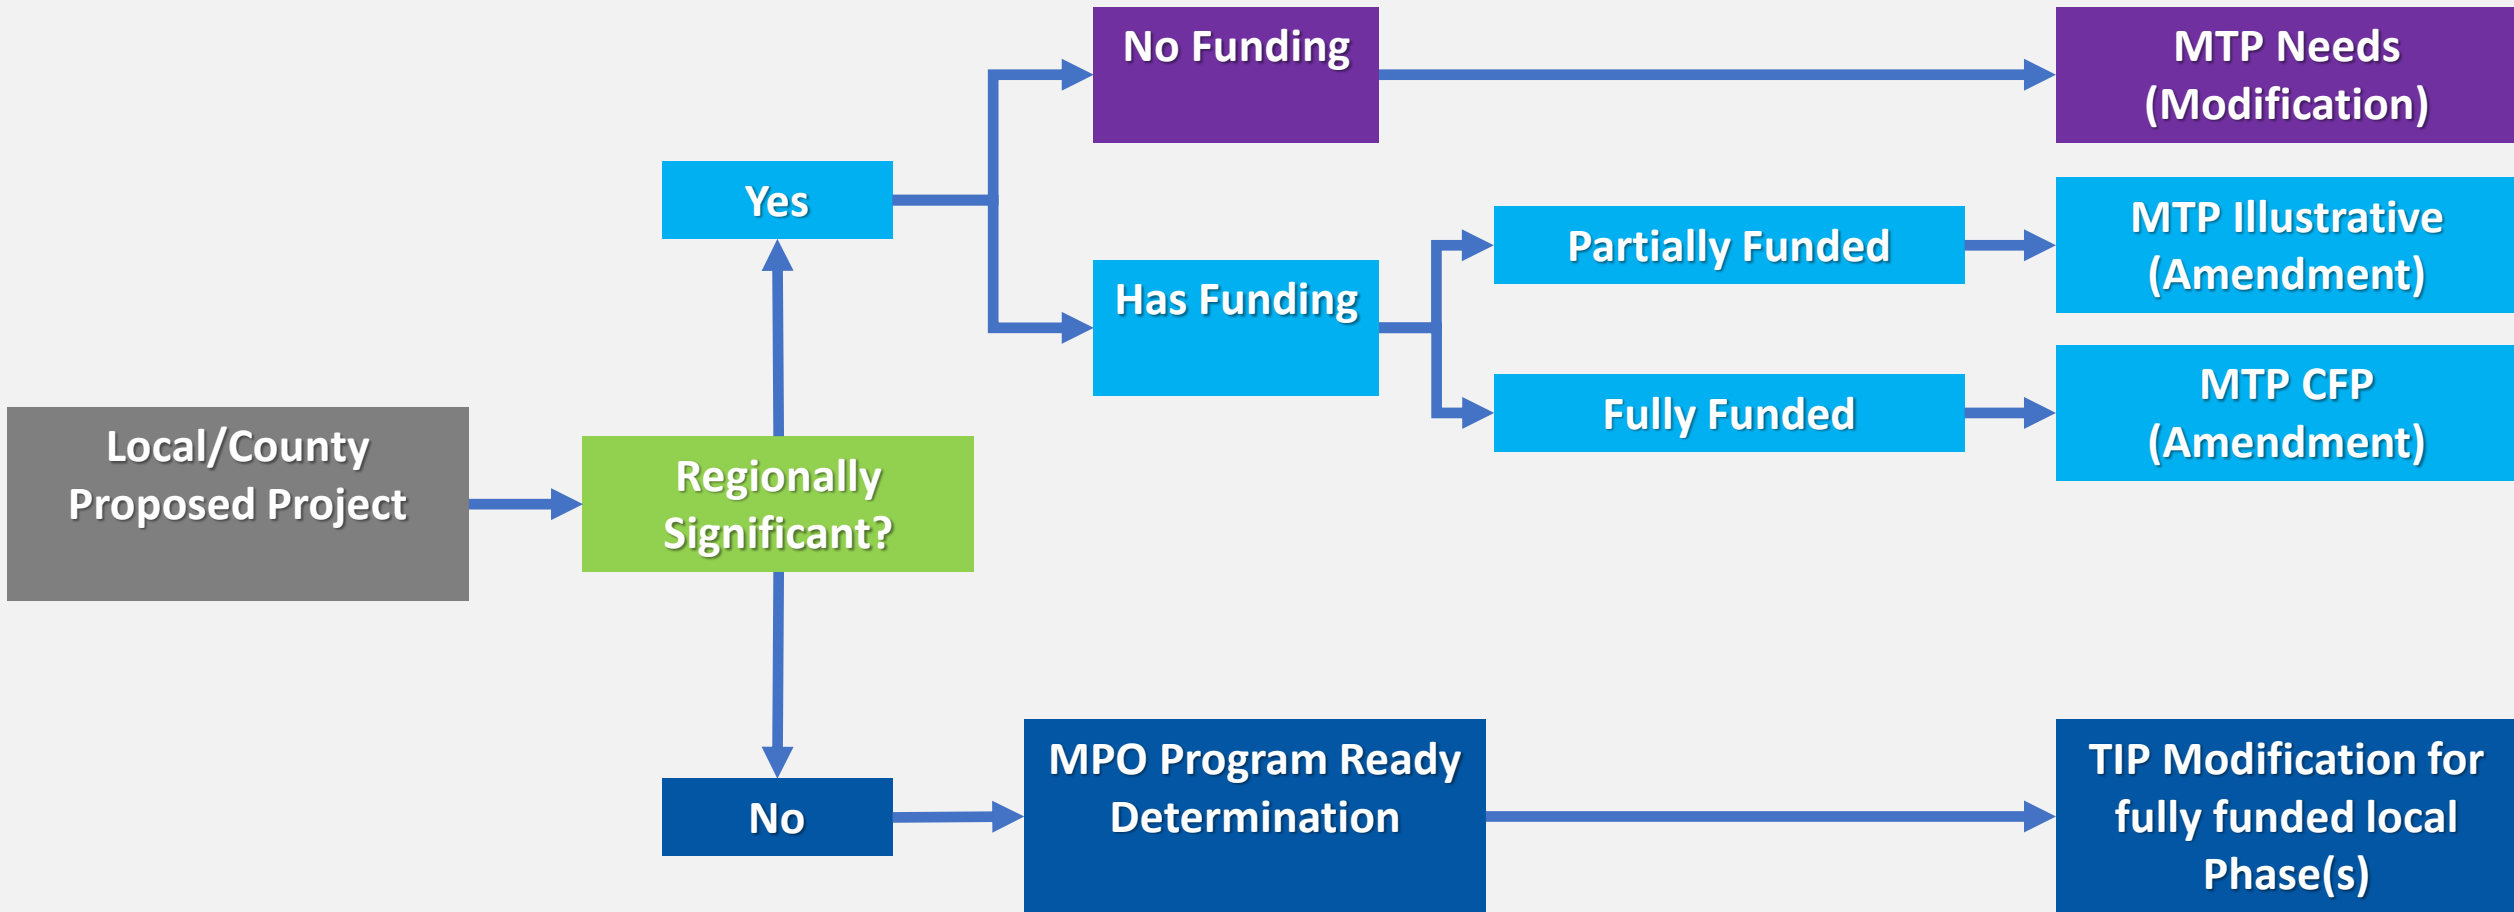 No Funding
MTP Needs
(Modification)
Yes
Partially Funded
MTP Illustrative
(Amendment)
Has Funding
Fully Funded
MTP CFP
(Amendment)
Local/County
Proposed Project
Regionally
Significant?
No
MPO Program Ready
Determination
TIP Modification for
fully funded local
Phase(s)